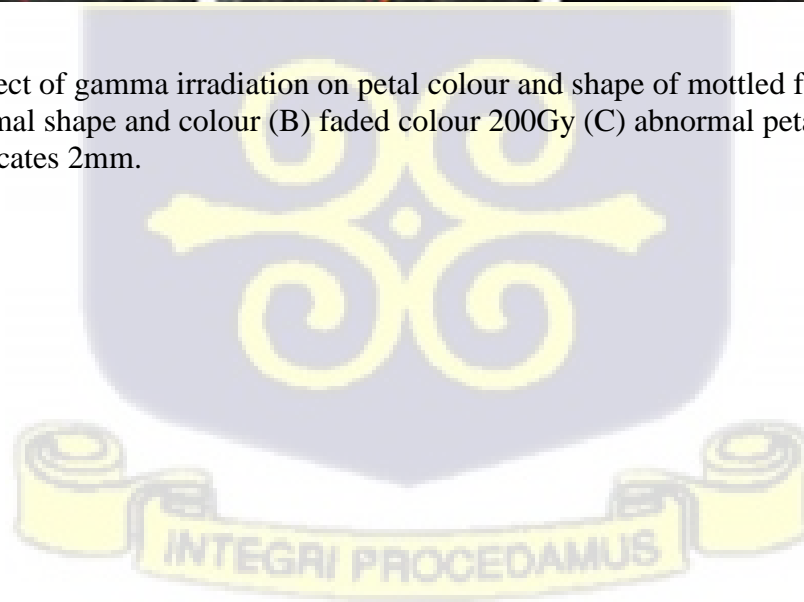 ect of gamma irradiation on petal colour and shape of mottled f
mal shape and colour (B) faded colour 200Gy (C) abnormal peta
cates 2mm.
INTEGRI PROCEDAMUS